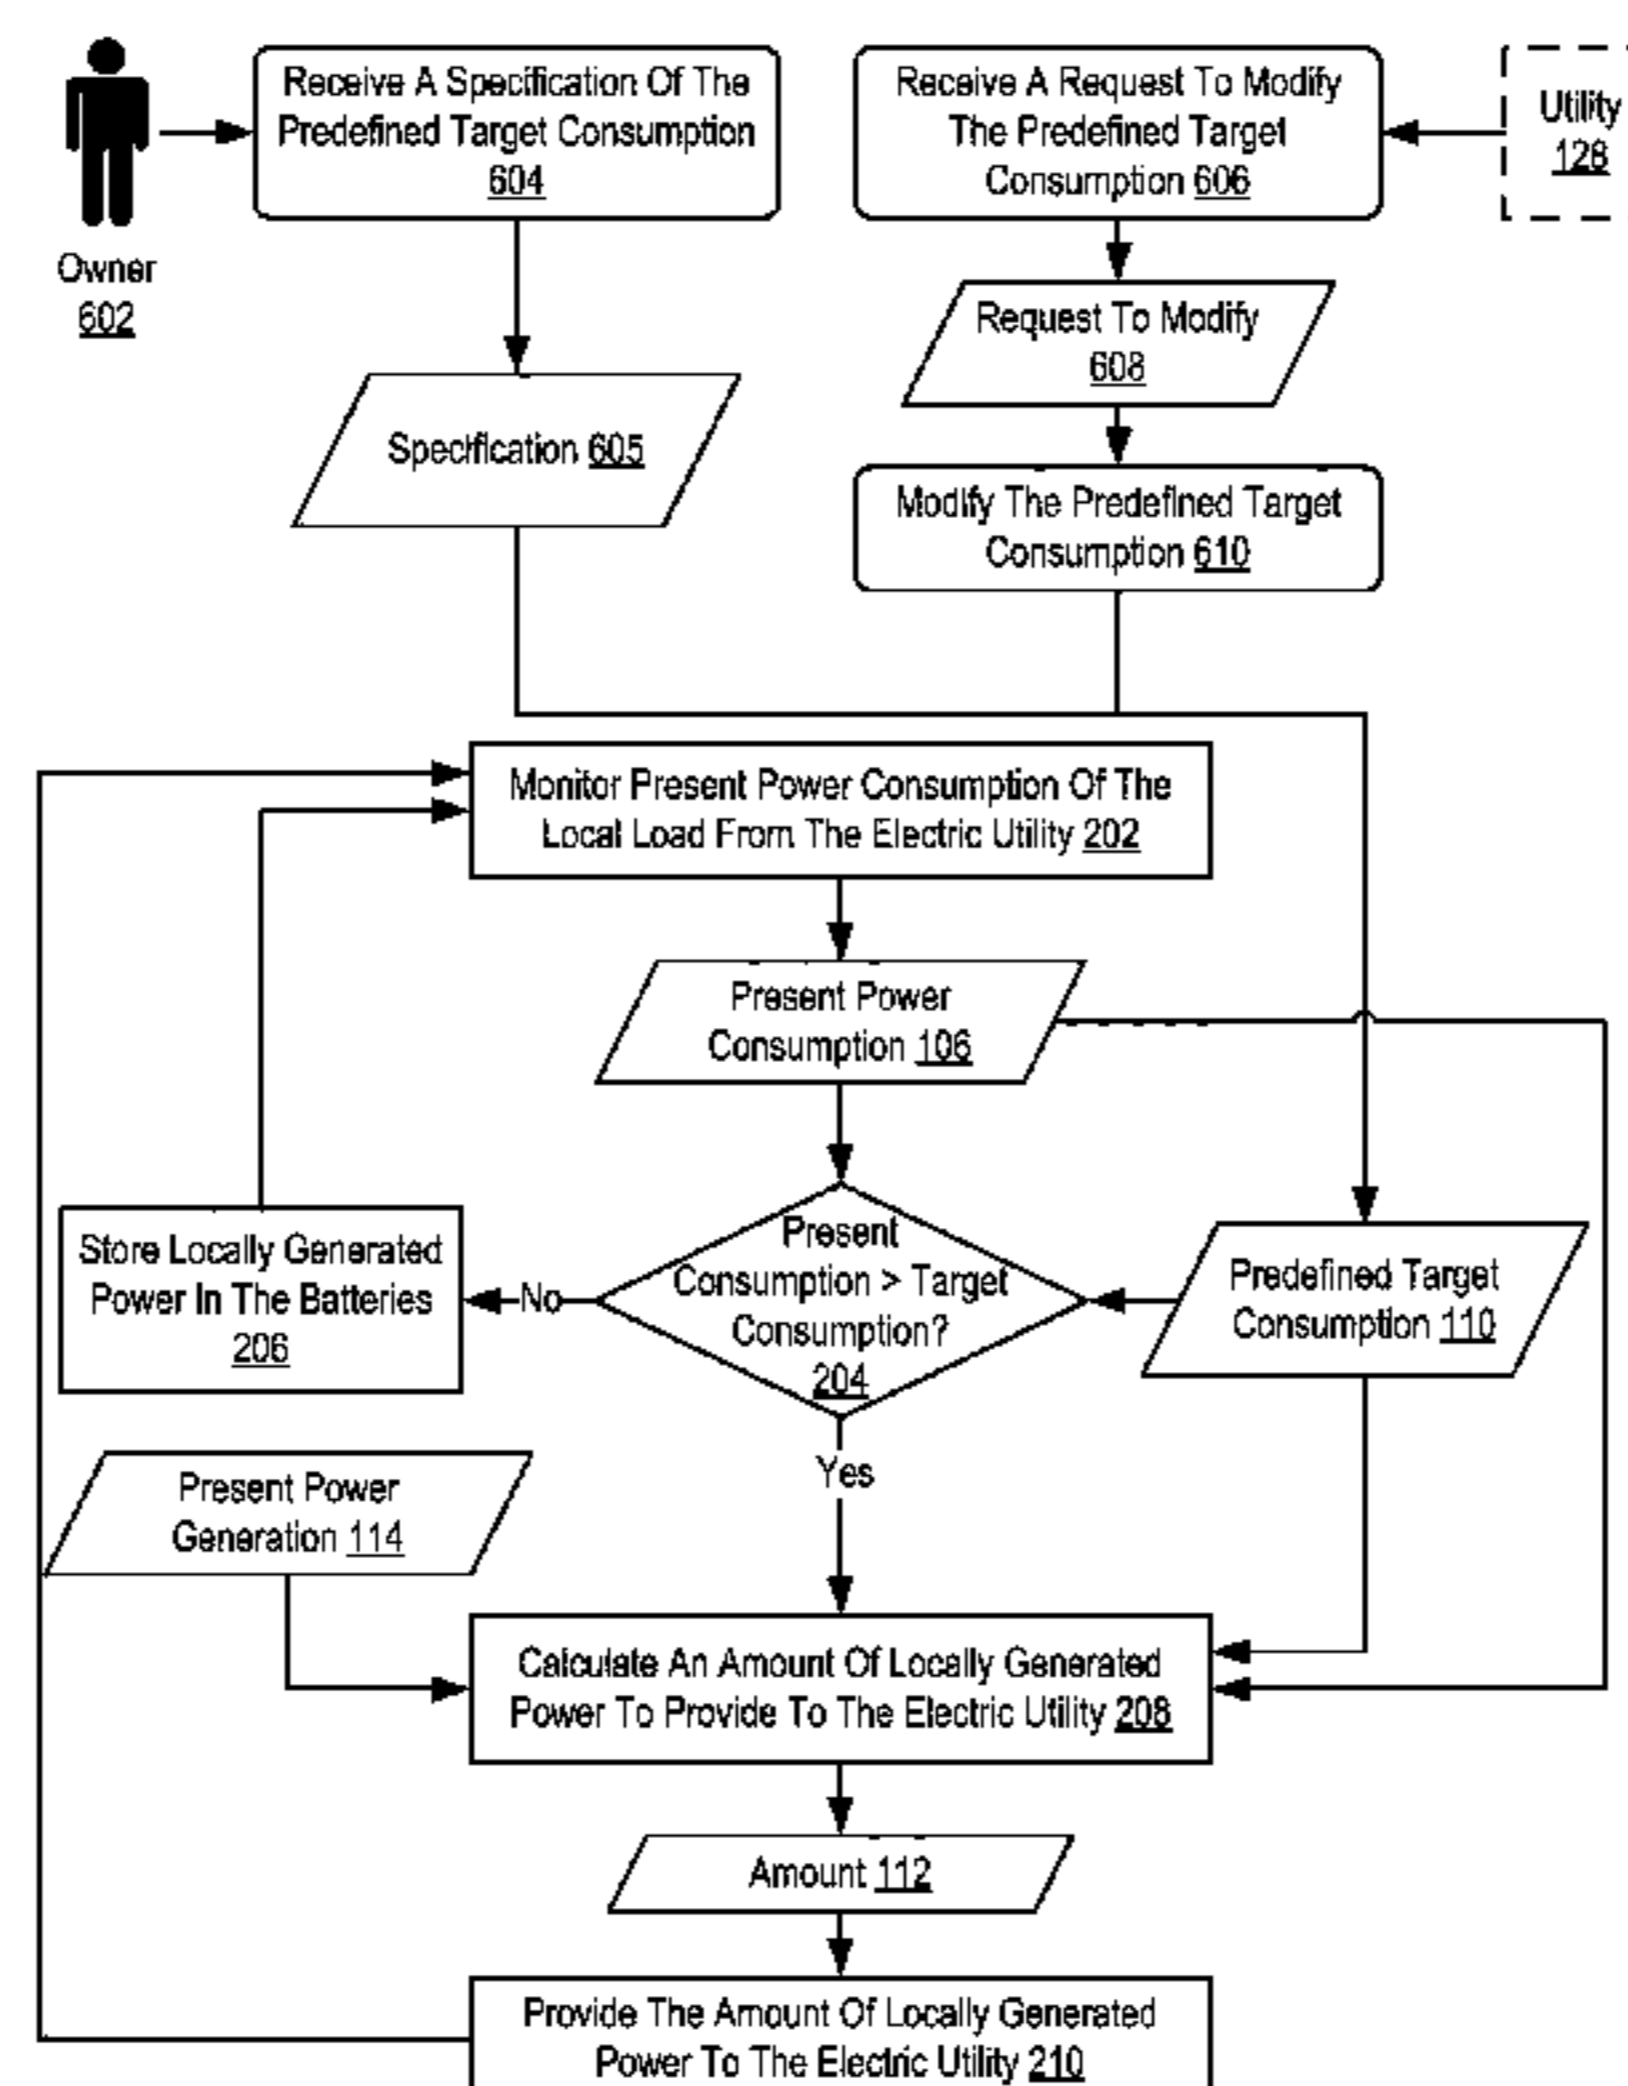 Receive A Specification Of The
Predefined Target Consumption
604
Receive A Request To Modify
The Predefined Target
Consumption 606
Utility
128
Owner
602
Request To Modify
608
Specification 605
Modify The Predefined Target
Consumption 610
Monitor Present Power Consumption Of The
Local Load From The Electric Utility 202
Present Power
Consumption 106
Store Locally Generated
Power In The Batteries
206
No
Present
Consumption > Target
Consumption?
204
Predefined Target
Consumption 110
Yes
Present Power
Generation 114
Calculate An Amount Of Locally Generated
Power To Provide To The Electric Utility 208
Amount 112
Provide The Amount Of Locally Generated
Power To The Electric Utility 210